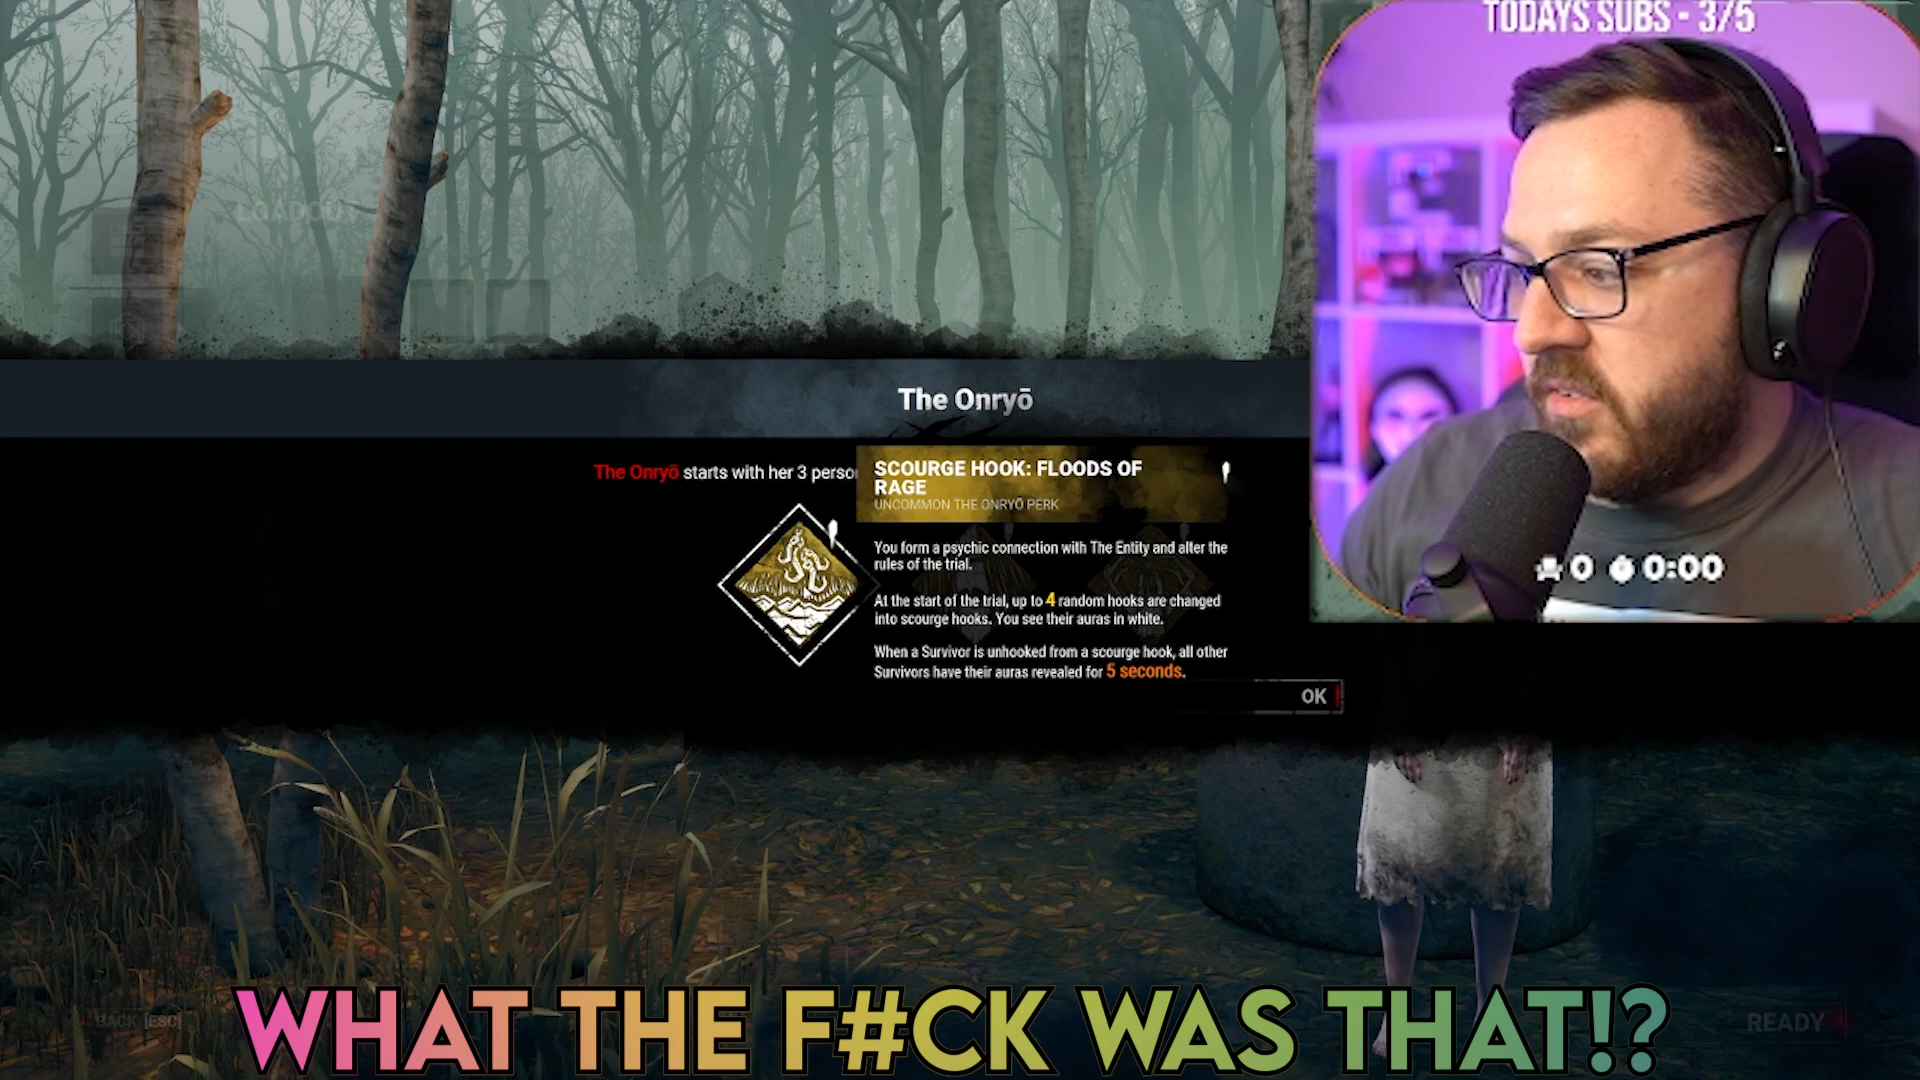 TODAYS SUBS - 3/5
LOADOUT
The Onryō
The Onryō starts with her 3 perso
SCOURGE HOOK: FLOODS OF
RAGE
UNCOMMON THE ONRYŌ PERK
You form a psychic connection with The Entity and alter the
rules of the trial.
At the start of the trial, up to 4 random hooks are changed
into scourge hooks. You see their auras in white.
When a Survivor is unhooked from a scourge hook, all other
Survivors have their auras revealed for 5 seconds.
0 0:00
OK
BACK [ESC]
READY
WHAT THE F#CK WAS THAT!?